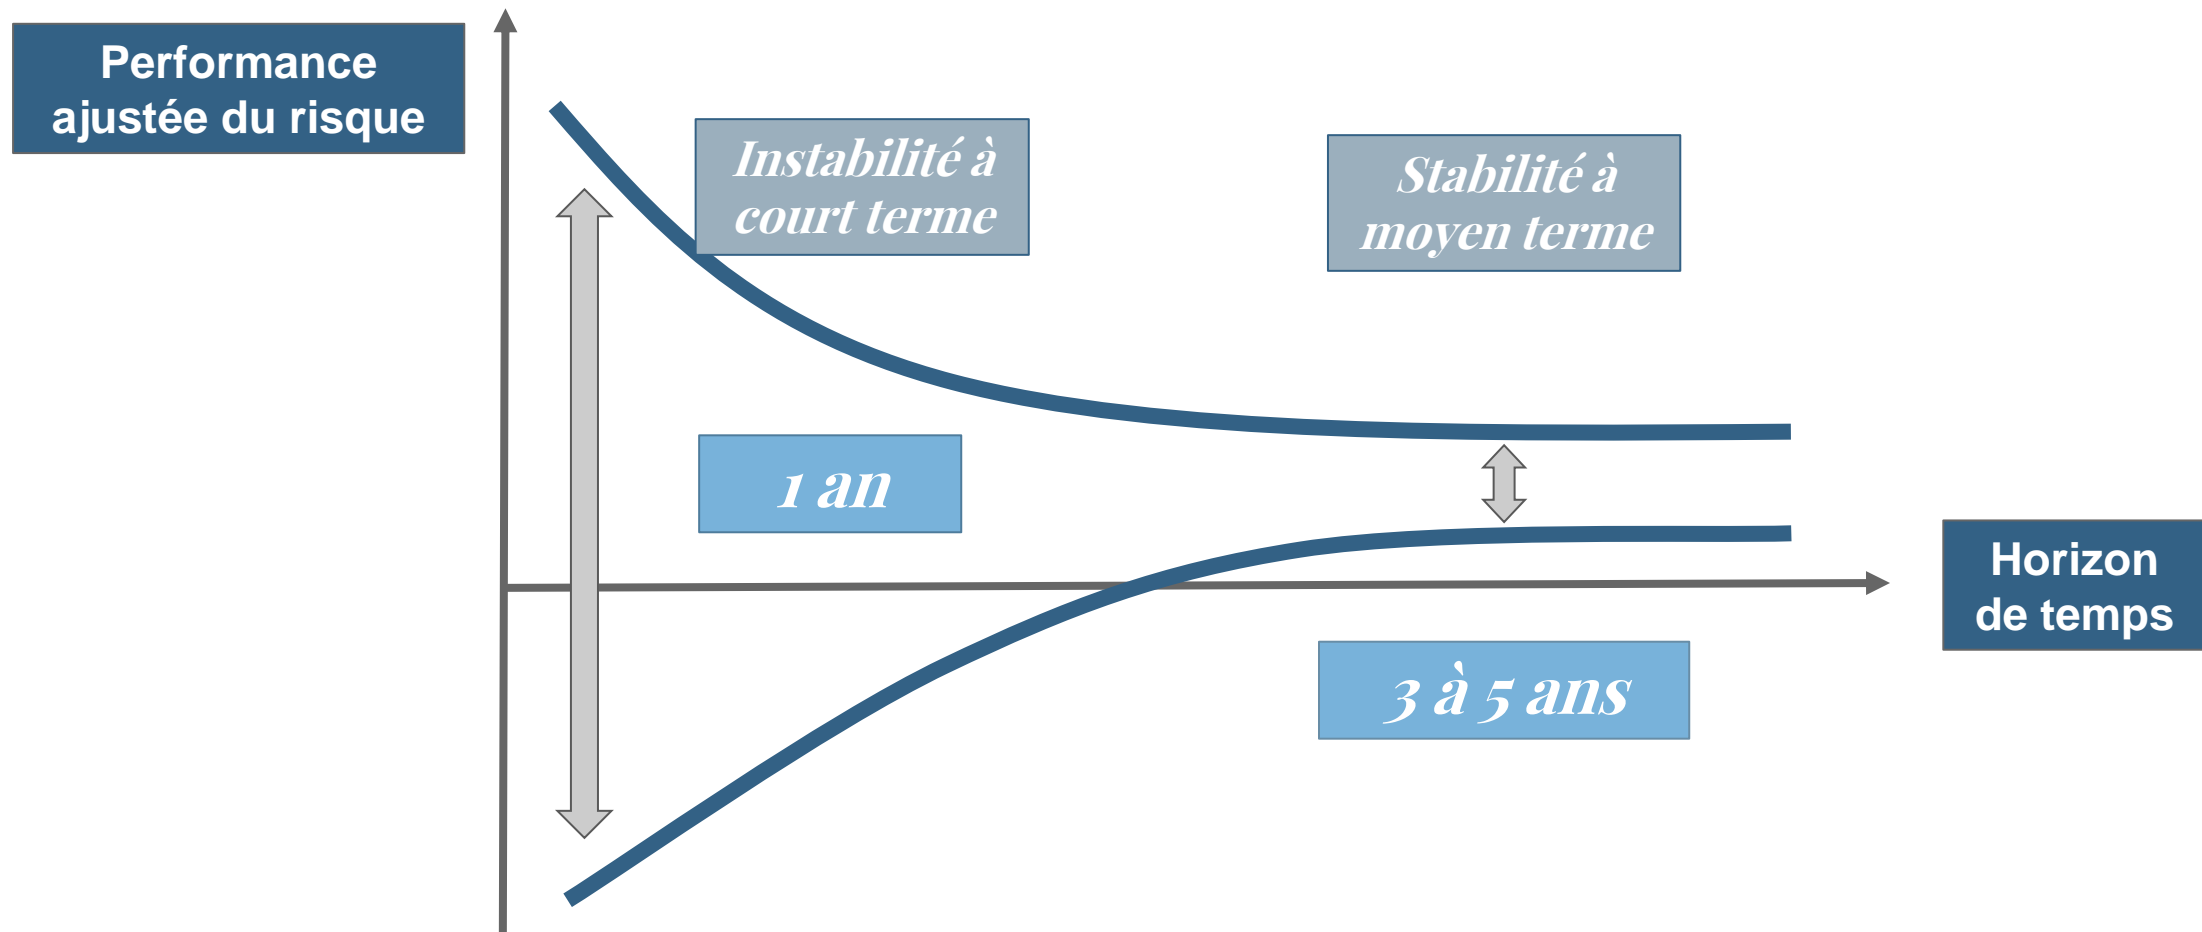 Performance
ajustée du risque
Instabilité à
court terme
Stabilité à
moyen terme
1 an
Horizon
de temps
3 à 5 ans